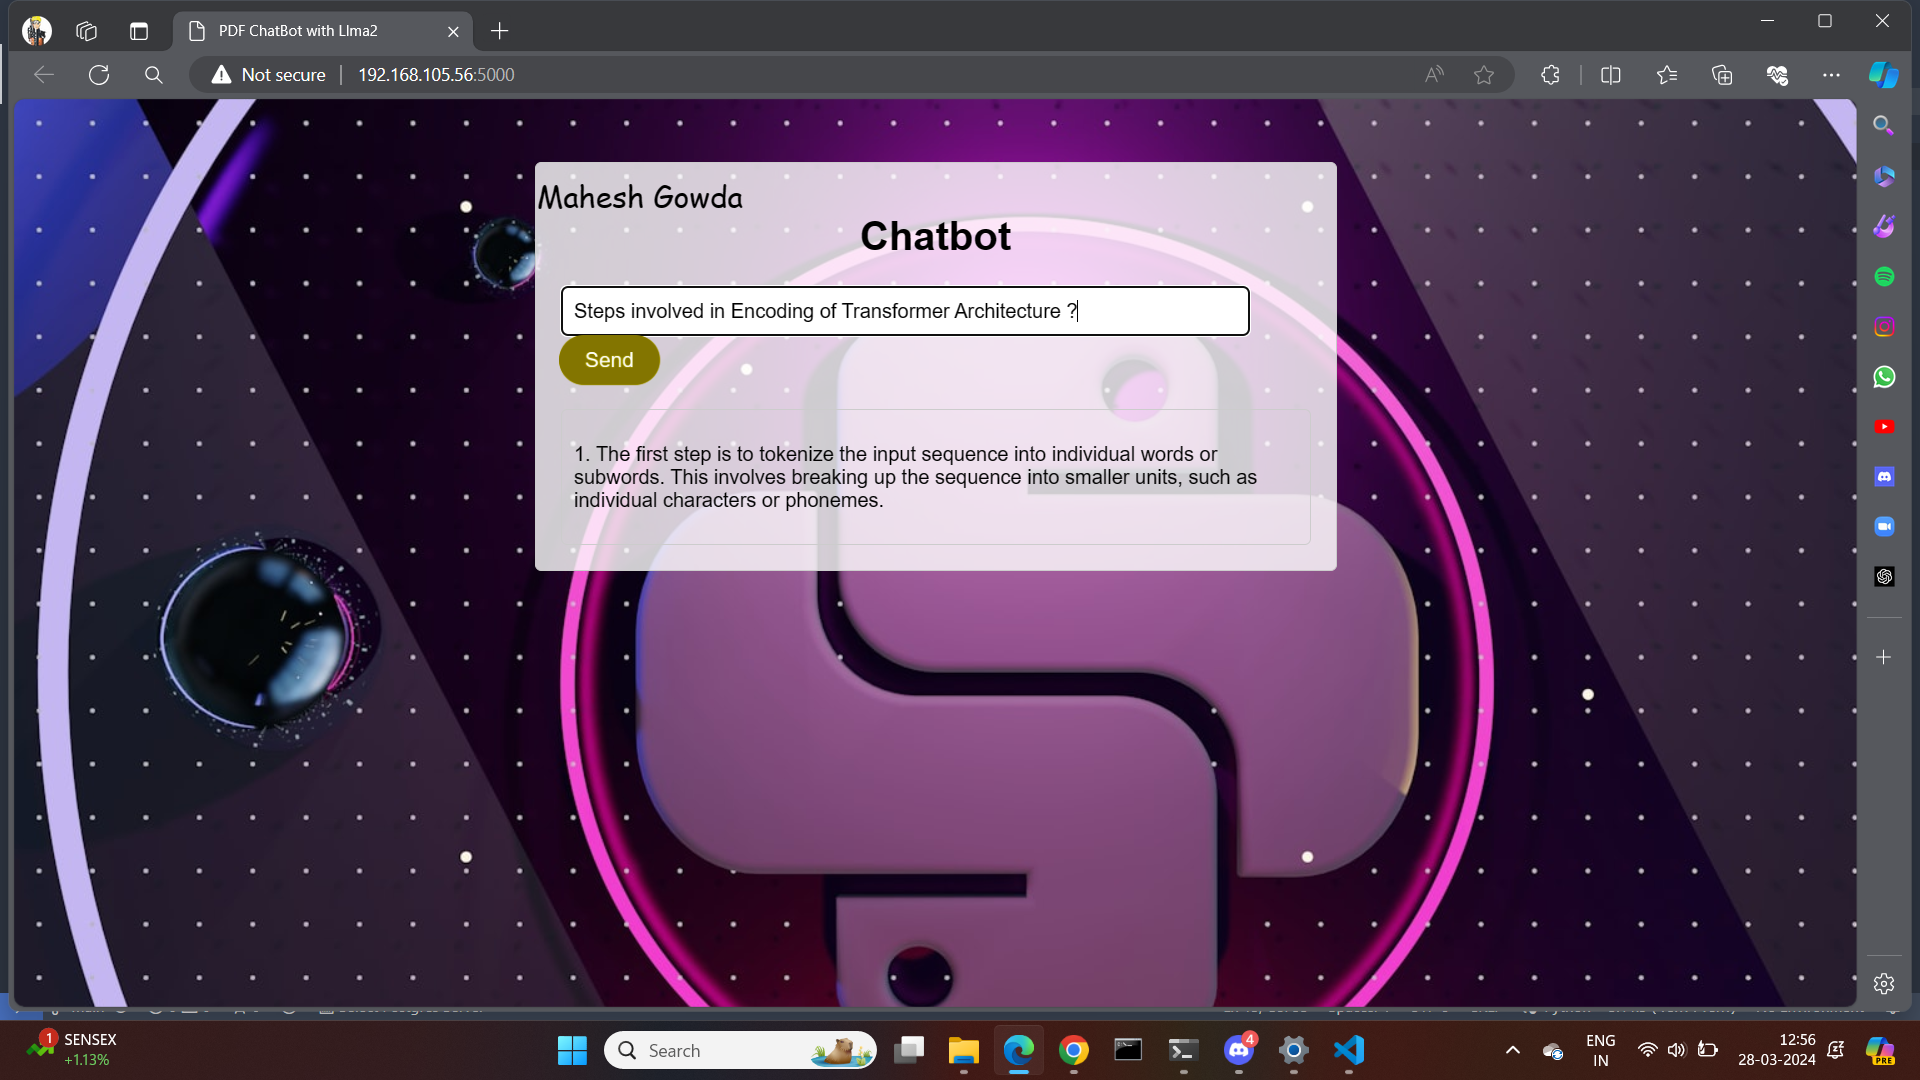 PDF ChatBot with Llma2
Not secure
192.168.105.56:5000
Mahesh Gowda
Chatbot
Steps involved in Encoding of Transformer Architecture ?
Send
1. The first step is to tokenize the input sequence into individual words or
subwords. This involves breaking up the sequence into smaller units, such as
individual characters or phonemes.
1
SENSEX
+1.13%
Search
4
ENG
IN
12:56
28-03-2024
PRE